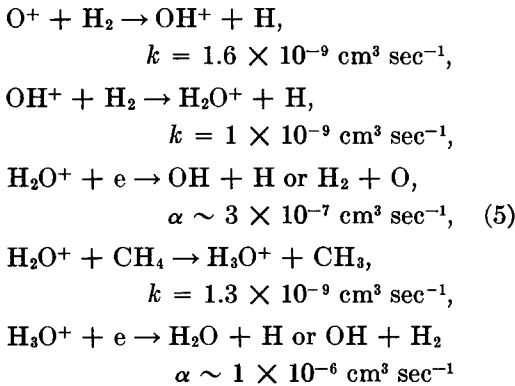 O⁺ + H₂ → OH⁺ + H,
k = 1.6 × 10⁻⁹ cm³ sec⁻¹,
OH⁺ + H₂ → H₂O⁺ + H,
k = 1 × 10⁻⁹ cm³ sec⁻¹,
H₂O⁺ + e → OH + H or H₂ + O,
α ∼ 3 × 10⁻⁷ cm³ sec⁻¹, (5)
H₂O⁺ + CH₄ → H₃O⁺ + CH₃,
k = 1.3 × 10⁻⁹ cm³ sec⁻¹,
H₃O⁺ + e → H₂O + H or OH + H₂
α ∼ 1 × 10⁻⁶ cm³ sec⁻¹